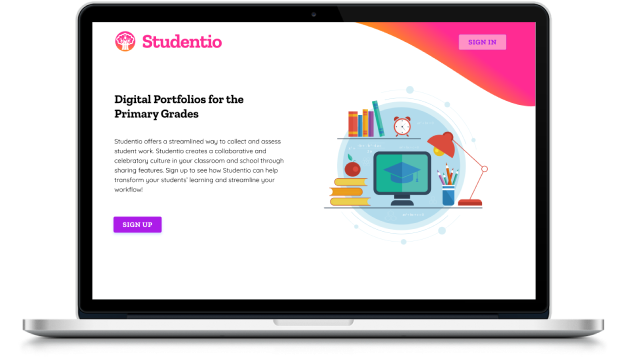 Studentio
SIGN IN
Digital Portfolios for the
Primary Grades
Studentio offers a streamlined way to collect and assess
student work. Studentio creates a collaborative and
celebratory culture in your classroom and school through
sharing features. Sign up to see how Studentio can help
transform your students' learning and streamline your
workflow!
SIGN UP